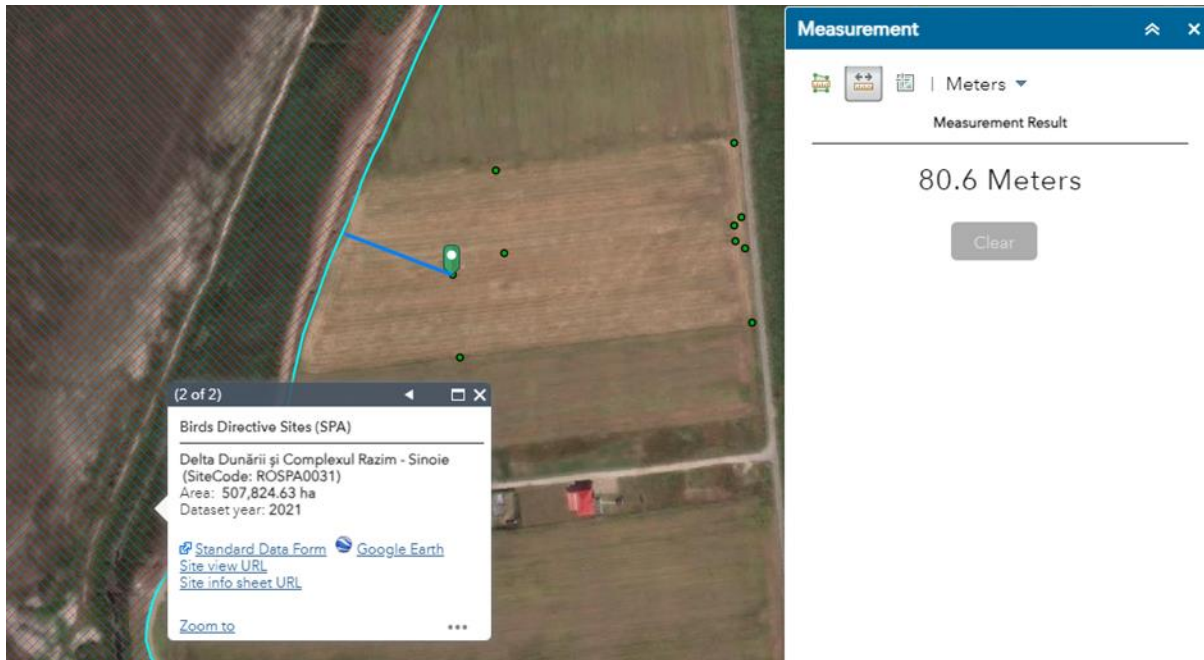 Measurement
Meters
Measurement Result
80.6 Meters
Clear
(2 of 2)
Birds Directive Sites (SPA)
Delta Dunării și Complexul Razim - Sinoie
(SiteCode: ROSPA0031)
Area: 507,824.63 ha
Dataset year: 2021
Standard Data Form Google Earth
Site view URL
Site info sheet URL
Zoom to